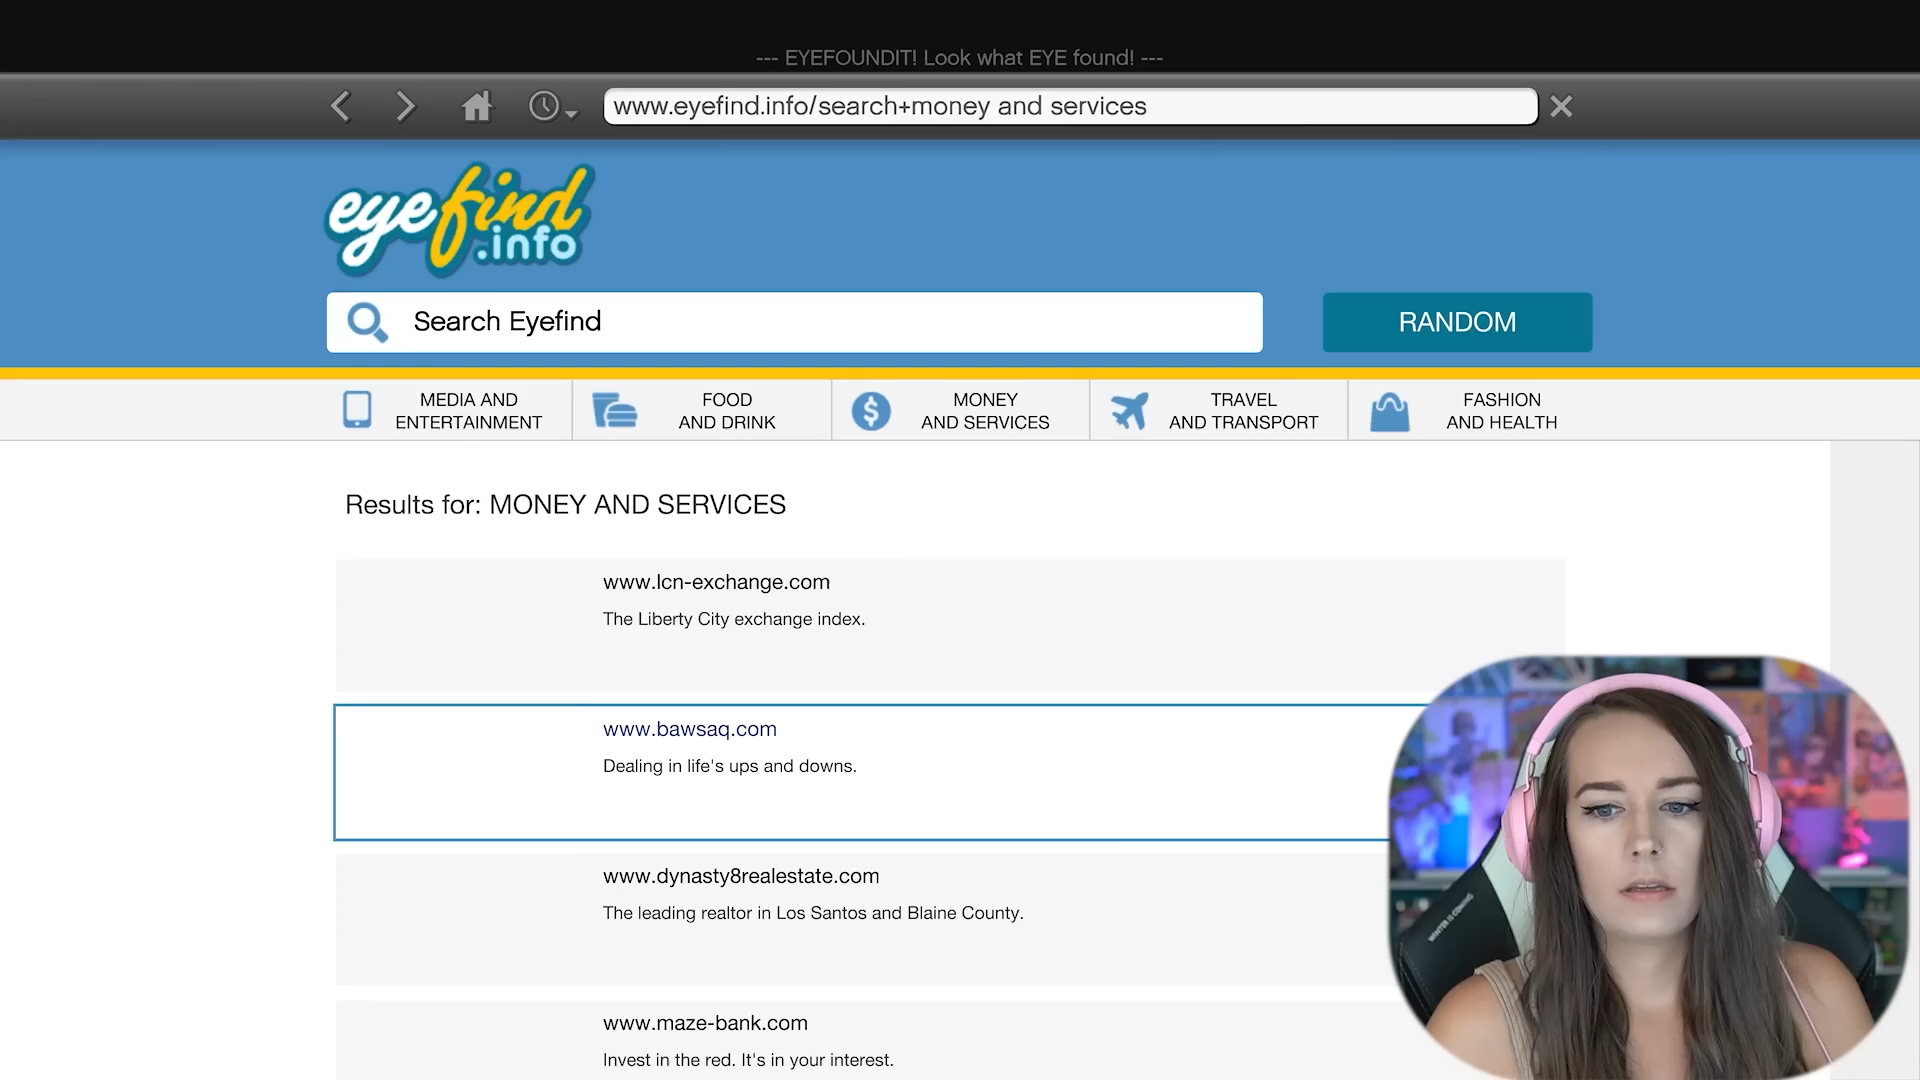 --- EYEFOUNDIT! Look what EYE found! ---
www.eyefind.info/search+money and services
eyefind
.info
Search Eyefind
RANDOM
MEDIA AND
ENTERTAINMENT
FOOD
AND DRINK
MONEY
AND SERVICES
TRAVEL
AND TRANSPORT
FASHION
AND HEALTH
Results for: MONEY AND SERVICES
www.lcn-exchange.com
The Liberty City exchange index.
www.bawsaq.com
Dealing in life's ups and downs.
www.dynasty8realestate.com
The leading realtor in Los Santos and Blaine County.
www.maze-bank.com
Invest in the red. It's in your interest.
WINTER IS COMING